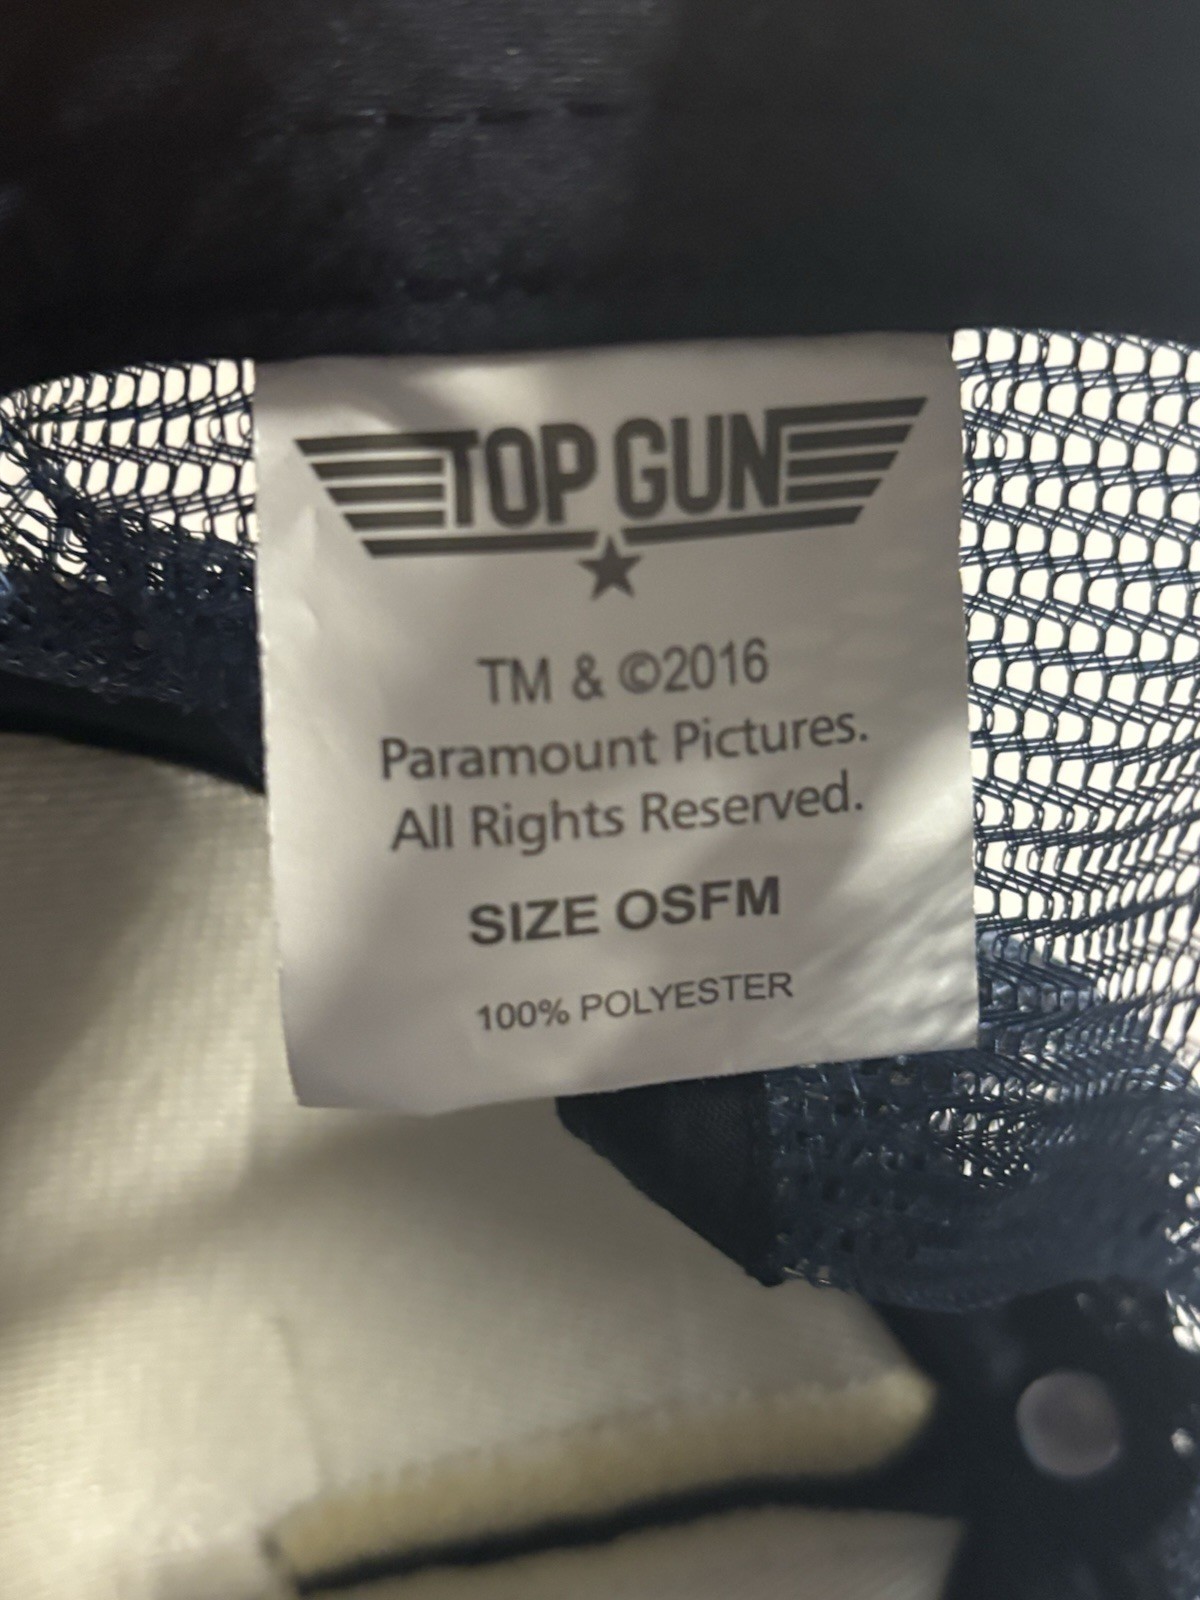 TOP GUN
TM & ©2016
Paramount Pictures.
All Rights Reserved.
SIZE OSFM
100% POLYESTER